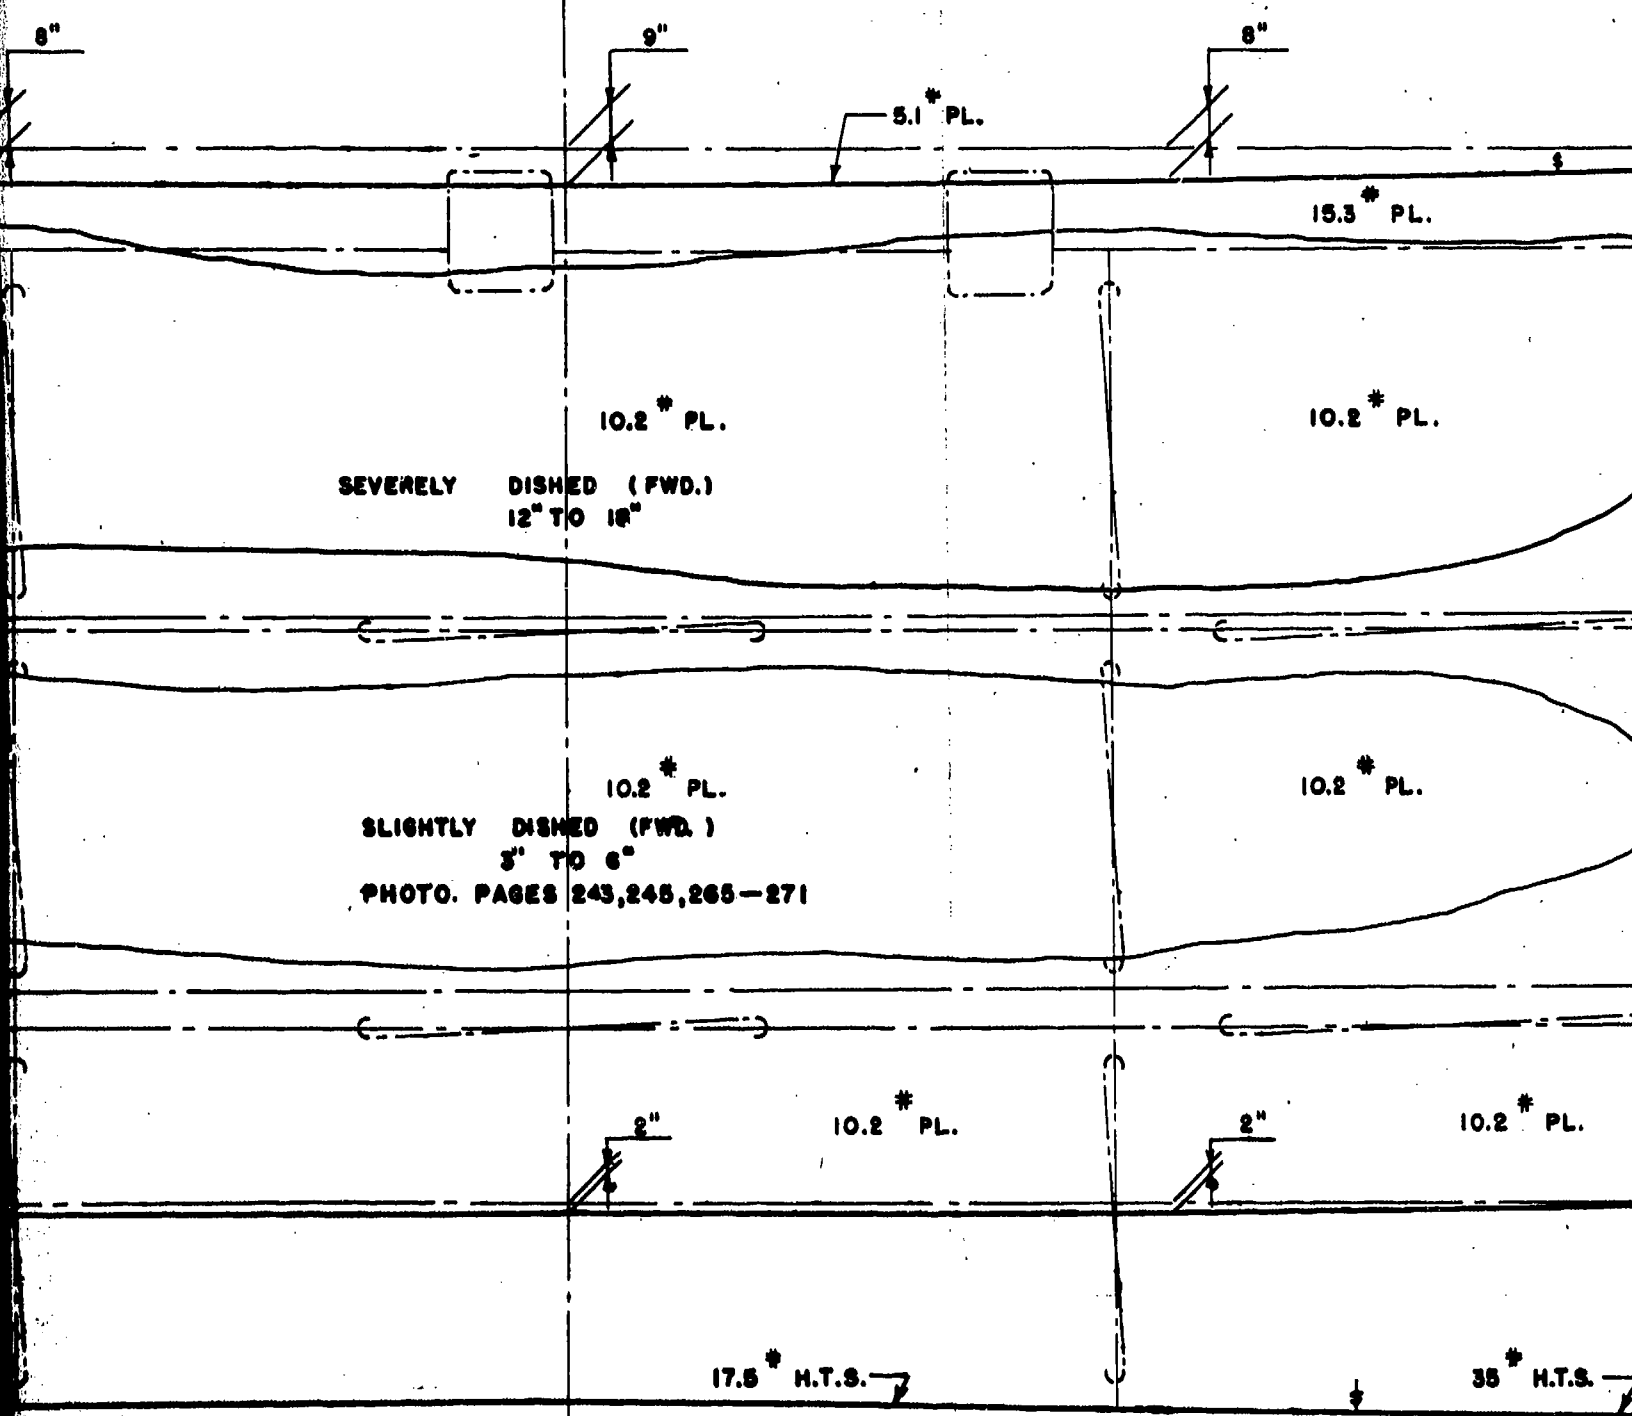 8"
9"
8"
5.1# PL.
15.3# PL.
10.2# PL.
10.2# PL.
SEVERELY DISHED (FWD.)
12" TO 18"
10.2# PL.
10.2# PL.
SLIGHTLY DISHED (FWD.)
3" TO 6"
PHOTO. PAGES 243,245,265—271
10.2# PL.
10.2# PL.
2"
2"
17.5# H.T.S.
35# H.T.S.